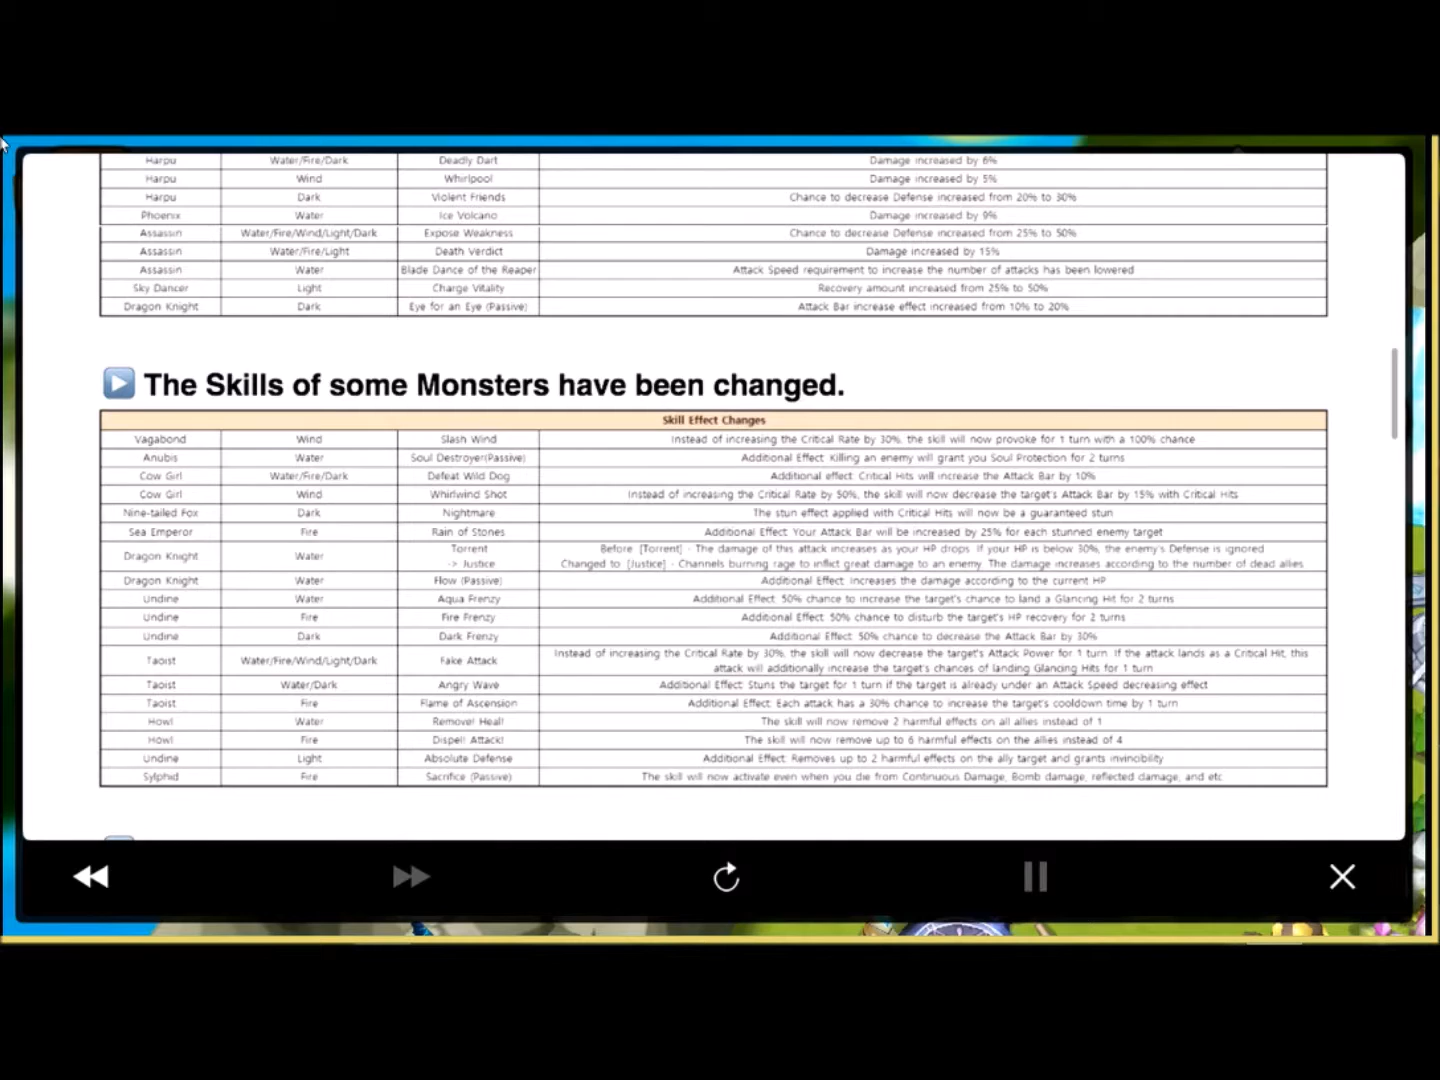 Harpu Water/Fire/Dark Deadly Dart Damage increased by 6%
Harpu Wind Whirlpool Damage increased by 5%
Harpu Dark Violent Friends Chance to decrease Defense increased from 20% to 30%
Phoenix Water Ice Volcano Damage increased by 9%
Assassin Water/Fire/Wind/Light/Dark Expose Weakness Chance to decrease Defense increased from 25% to 50%
Assassin Water/Fire/Light Death Verdict Damage increased by 15%
Assassin Water Blade Dance of the Reaper Attack Speed requirement to increase the number of attacks has been lowered
Sky Dancer Light Charge Vitality Recovery amount increased from 25% to 50%
Dragon Knight Dark Eye for an Eye (Passive) Attack Bar increase effect increased from 10% to 20%
The Skills of some Monsters have been changed.
Skill Effect Changes
Vagabond Wind Slash Wind Instead of increasing the Critical Rate by 30%, the skill will now provoke for 1 turn with a 100% chance
Anubis Water Soul Destroyer(Passive) Additional Effect: Killing an enemy will grant you Soul Protection for 2 turns
Cow Girl Water/Fire/Dark Defeat Wild Dog Additional effect: Critical Hits will increase the Attack Bar by 10%
Cow Girl Wind Whirlwind Shot Instead of increasing the Critical Rate by 50%, the skill will now decrease the target's Attack Bar by 15% with Critical Hits
Nine-tailed Fox Dark Nightmare The stun effect applied with Critical Hits will now be a guaranteed stun
Sea Emperor Fire Rain of Stones Additional Effect: Your Attack Bar will be increased by 25% for each stunned enemy target
Dragon Knight Water Torrent -> Justice Before [Torrent] - The damage of this attack increases as your HP drops. If your HP is below 30%, the enemy's Defense is ignored
Changed to [Justice] - Channels burning rage to inflict great damage to an enemy. The damage increases according to the number of dead allies
Dragon Knight Water Flow (Passive) Additional Effect: Increases the damage according to the current HP
Undine Water Aqua Frenzy Additional Effect: 50% chance to increase the target's chance to land a Glancing Hit for 2 turns
Undine Fire Fire Frenzy Additional Effect: 50% chance to disturb the target's HP recovery for 2 turns
Undine Dark Dark Frenzy Additional Effect: 50% chance to decrease the Attack Bar by 30%
Taoist Water/Fire/Wind/Light/Dark Fake Attack Instead of increasing the Critical Rate by 30%, the skill will now decrease the target's Attack Power for 1 turn. If the attack lands as a Critical Hit, this
attack will additionally increase the target's chances of landing Glancing Hits for 1 turn
Taoist Water/Dark Angry Wave Additional Effect: Stuns the target for 1 turn if the target is already under an Attack Speed decreasing effect
Taoist Fire Flame of Ascension Additional Effect: Each attack has a 30% chance to increase the target's cooldown time by 1 turn
Howl Water Remove! Heal! The skill will now remove 2 harmful effects on all allies instead of 1
Howl Fire Dispel! Attack! The skill will now remove up to 6 harmful effects on the allies instead of 4
Undine Light Absolute Defense Additional Effect: Removes up to 2 harmful effects on the ally target and grants invincibility
Sylphid Fire Sacrifice (Passive) The skill will now activate even when you die from Continuous Damage, Bomb damage, reflected damage, and etc